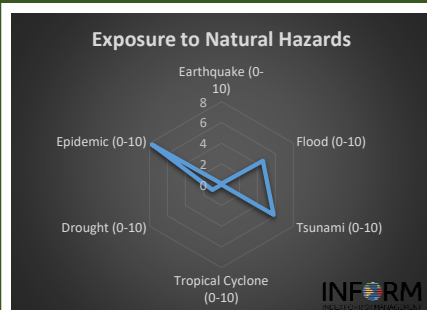 Exposure to Natural Hazards
Earthquake (0-
10)
8
6
4
2
0
Epidemic (0-10)
Flood (0-10)
Drought (0-10)
Tsunami (0-10)
Tropical Cyclone
(0-10)
INFORM